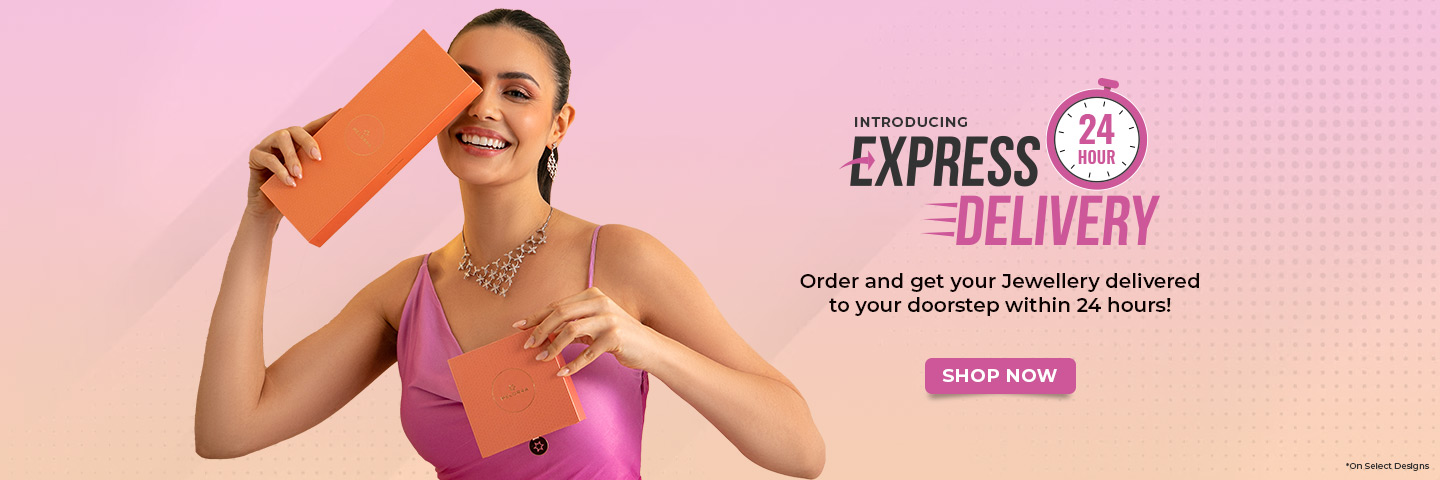 INTRODUCING
EXPRESS
24
HOUR
DELIVERY
Order and get your Jewellery delivered
to your doorstep within 24 hours!
SHOP NOW
*On Select Designs